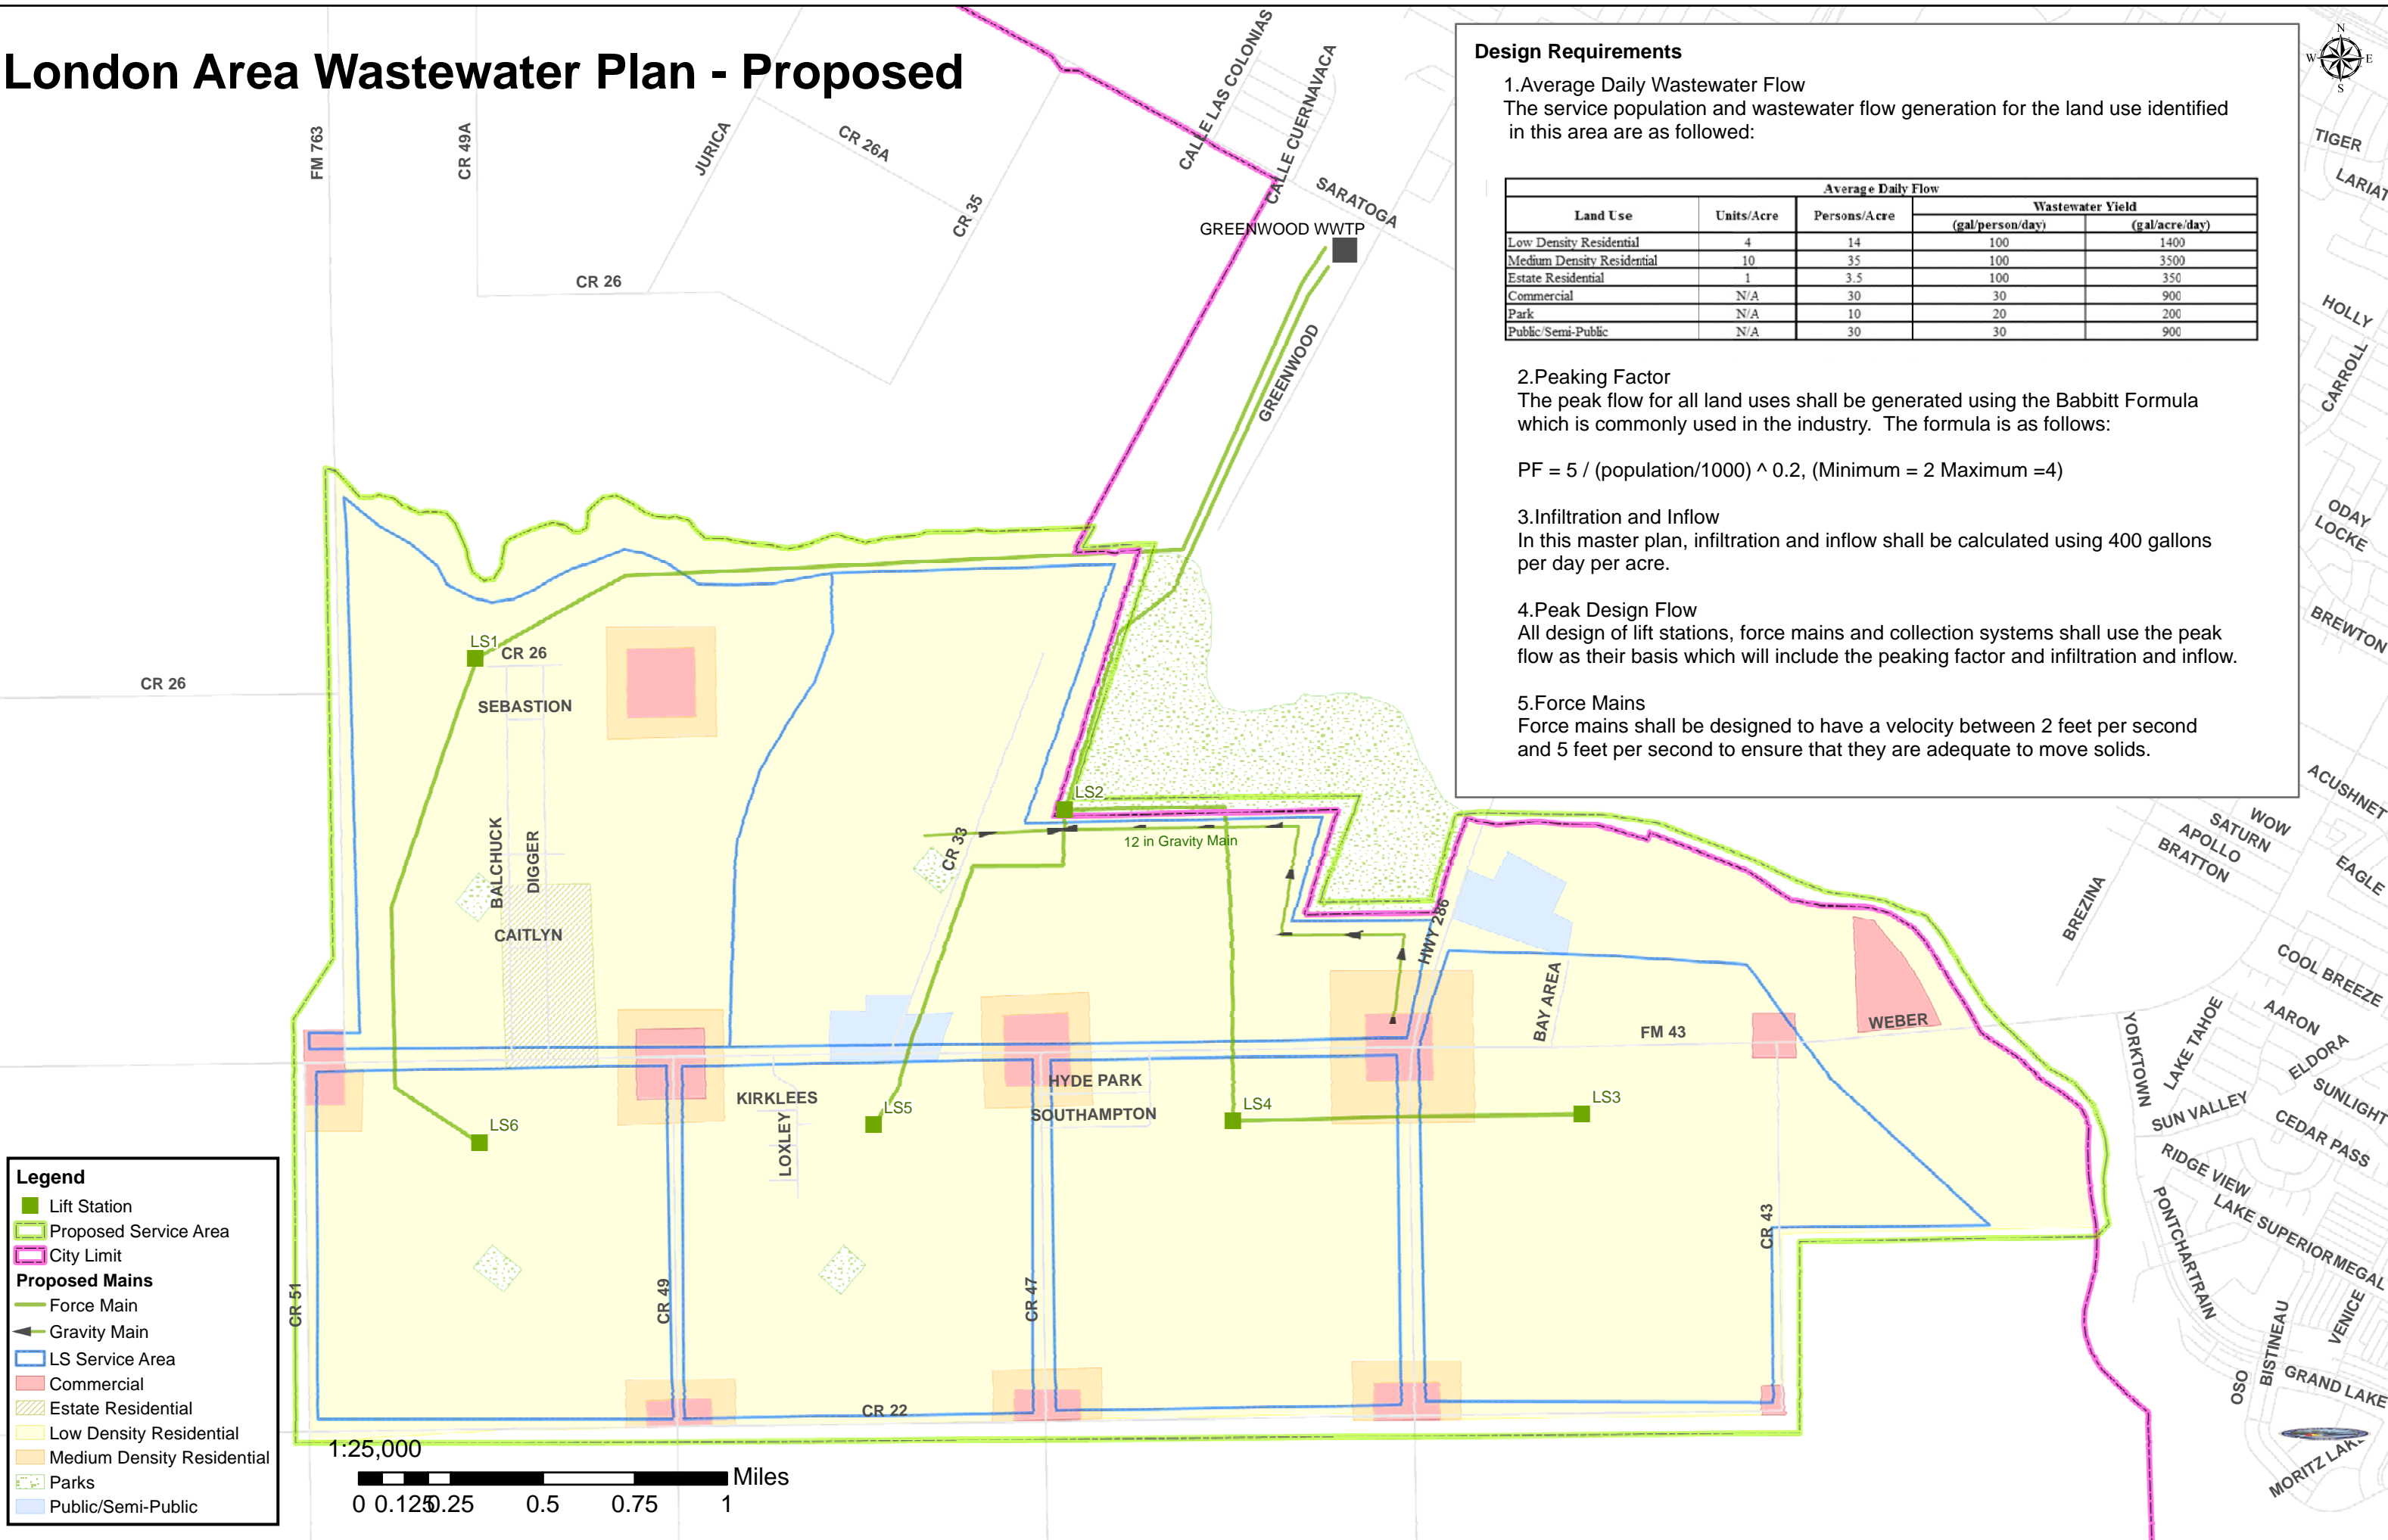 London Area Wastewater Plan - Proposed
Design Requirements
1.Average Daily Wastewater Flow
The service population and wastewater flow generation for the land use identified
in this area are as followed:
Average Daily Flow
Land Use Units/Acre Persons/Acre Wastewater Yield
(gal/person/day) (gal/acre/day)
Low Density Residential 4 14 100 1400
Medium Density Residential 10 35 100 3500
Estate Residential 1 3.5 100 350
Commercial N/A 30 30 900
Park N/A 10 20 200
Public/Semi-Public N/A 30 30 900
2.Peaking Factor
The peak flow for all land uses shall be generated using the Babbitt Formula
which is commonly used in the industry. The formula is as follows:
PF = 5 / (population/1000) ^ 0.2, (Minimum = 2 Maximum =4)
3.Infiltration and Inflow
In this master plan, infiltration and inflow shall be calculated using 400 gallons
per day per acre.
4.Peak Design Flow
All design of lift stations, force mains and collection systems shall use the peak
flow as their basis which will include the peaking factor and infiltration and inflow.
5.Force Mains
Force mains shall be designed to have a velocity between 2 feet per second
and 5 feet per second to ensure that they are adequate to move solids.
N
W
E
S
FM 763
CR 49A
JURICA
CR 26A
CR 35
CALLE LAS COLONIAS
CALLE CUERNAVACA
SARATOGA
GREENWOOD WWTP
GREENWOOD
CR 26
TIGER
LARIAT
HOLLY
CARROLL
ODAY
LOCKE
BREWTON
ACUSHNET
WOW
SATURN
APOLLO
BRATTON
EAGLE
BREZINA
COOL BREEZE
AARON
LAKE TAHOE
ELDORA
YORKTOWN
SUNLIGHT
SUN VALLEY
CEDAR PASS
RIDGE VIEW
LAKE SUPERIOR
MEGAL
PONTCHARTRAIN
VENICE
BISTINEAU
OSO
GRAND LAKE
MORITZ LAKE
CR 26
LS1
CR 26
SEBASTION
BALCHUCK
DIGGER
CAITLYN
LS2
12 in Gravity Main
CR 33
HWY 286
BAY AREA
FM 43
WEBER
KIRKLEES
LOXLEY
HYDE PARK
SOUTHAMPTON
LS6
LS5
LS4
LS3
CR 51
CR 49
CR 47
CR 43
CR 22
Legend
Lift Station
Proposed Service Area
City Limit
Proposed Mains
Force Main
Gravity Main
LS Service Area
Commercial
Estate Residential
Low Density Residential
Medium Density Residential
Parks
Public/Semi-Public
1:25,000
Miles
0 0.125 0.25 0.5 0.75 1